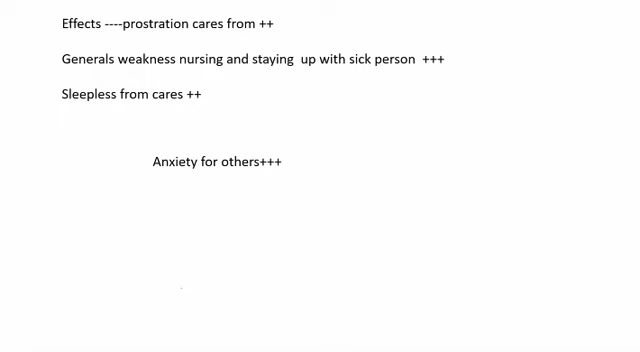 Effects ----prostration cares from ++
Generals weakness nursing and staying  up with sick person  +++
Sleepless from cares ++
Anxiety for others+++